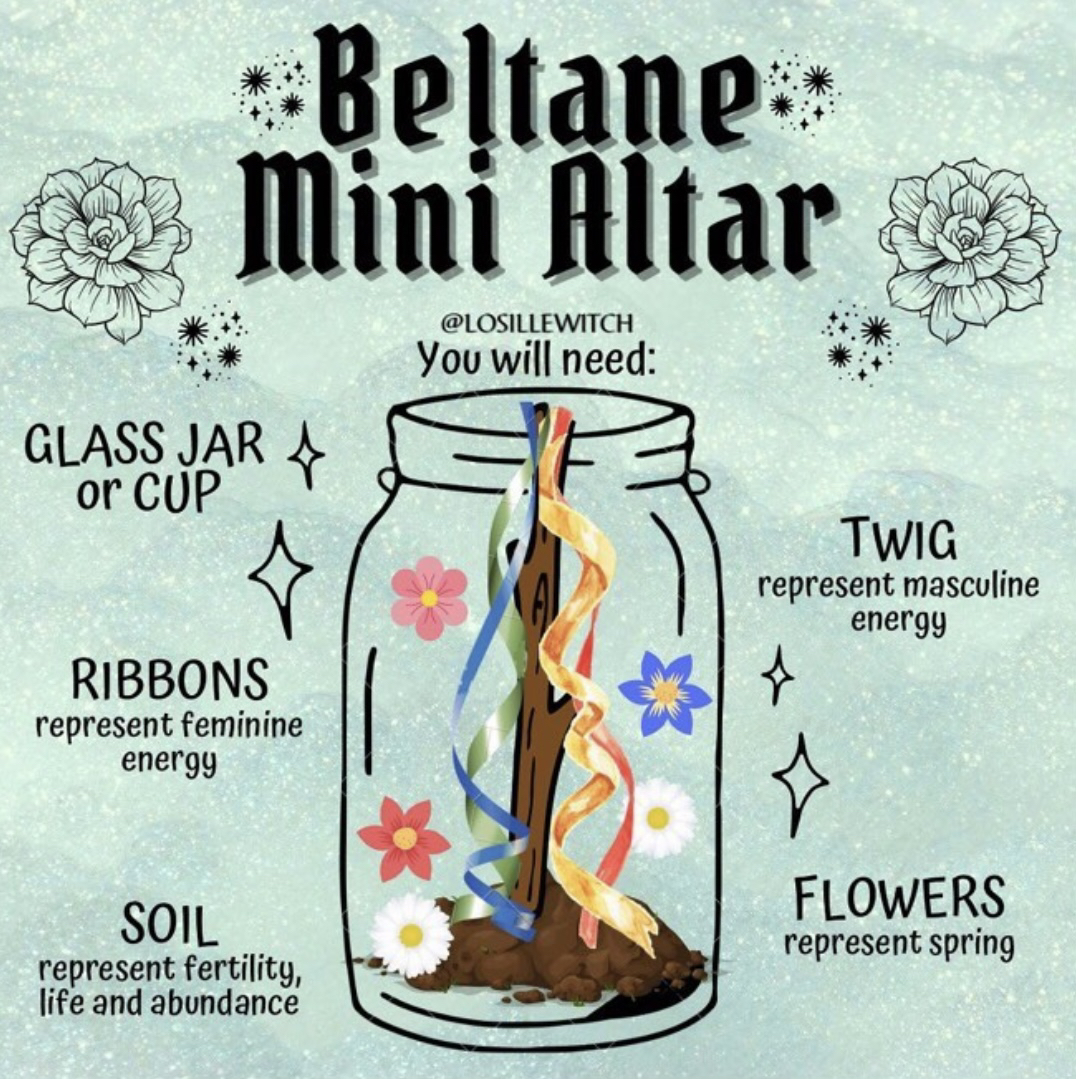 Beltane
Mini Altar
@LOSILLEWITCH
You will need:
GLASS JAR
or CUP
TWIG
represent masculine
energy
RIBBONS
represent feminine
energy
FLOWERS
represent spring
SOIL
represent fertility,
life and abundance